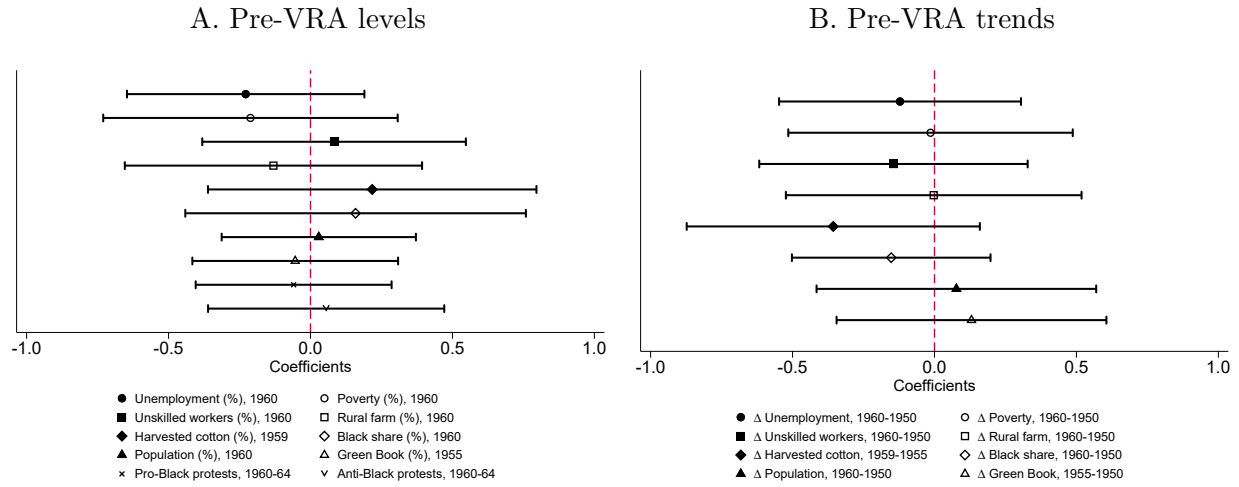 A. Pre-VRA levels
-1.0 -0.5 0.0 0.5 1.0
Coefficients
Unemployment (%), 1960 Poverty (%), 1960
Unskilled workers (%), 1960 Rural farm (%), 1960
Harvested cotton (%), 1959 Black share (%), 1960
Population (%), 1960 Green Book (%), 1955
Pro-Black protests, 1960-64 Anti-Black protests, 1960-64
B. Pre-VRA trends
-1.0 -0.5 0.0 0.5 1.0
Coefficients
Δ Unemployment, 1960-1950 Δ Poverty, 1960-1950
Δ Unskilled workers, 1960-1950 Δ Rural farm, 1960-1950
Δ Harvested cotton, 1959-1955 Δ Black share, 1960-1950
Δ Population, 1960-1950 Δ Green Book, 1955-1950